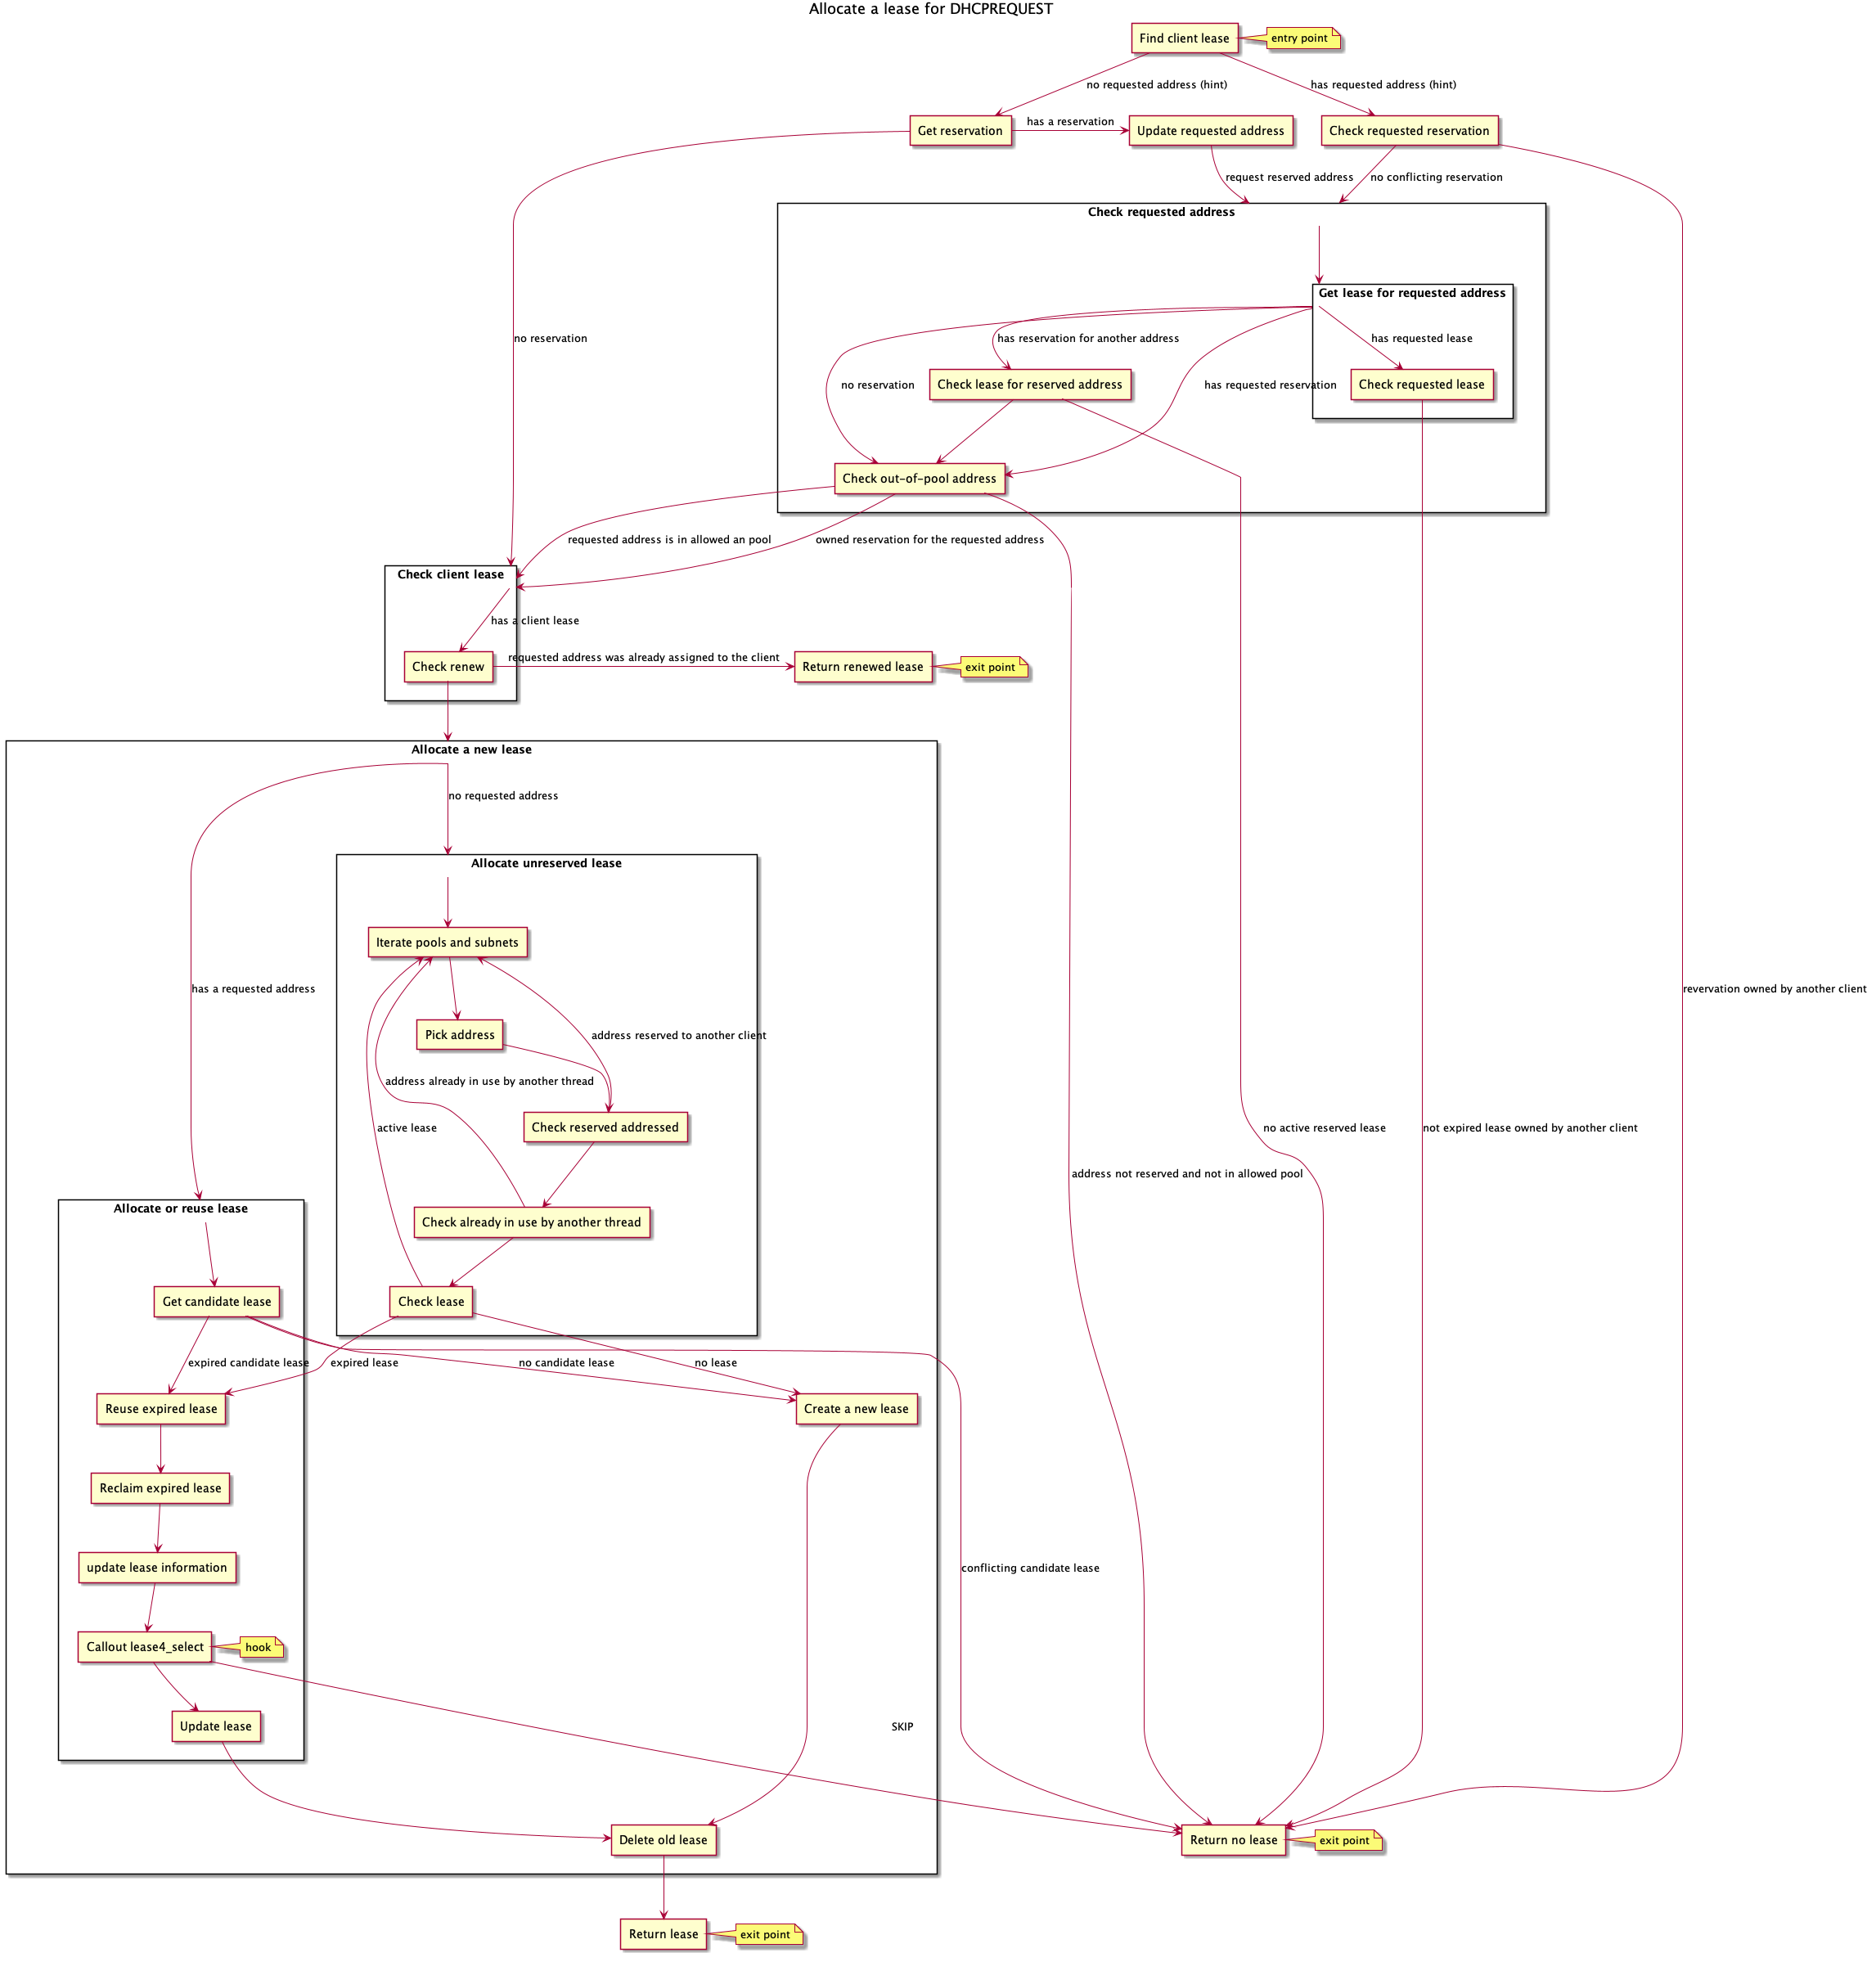 Allocate a lease for DHCPREQUEST
Find client lease
entry point
no requested address (hint)
has requested address (hint)
Get reservation
has a reservation
Update requested address
Check requested reservation
request reserved address
no conflicting reservation
Check requested address
Get lease for requested address
no reservation
has reservation for another address
has requested lease
no reservation
Check lease for reserved address
has requested reservation
Check requested lease
Check out-of-pool address
requested address is in allowed an pool
owned reservation for the requested address
Check client lease
has a client lease
Check renew
requested address was already assigned to the client
Return renewed lease
exit point
Allocate a new lease
no requested address
Allocate unreserved lease
Iterate pools and subnets
has a requested address
revervation owned by another client
Pick address
address reserved to another client
address already in use by another thread
active lease
Check reserved addressed
no active reserved lease
not expired lease owned by another client
address not reserved and not in allowed pool
Allocate or reuse lease
Check already in use by another thread
Get candidate lease
Check lease
expired candidate lease
expired lease
no candidate lease
no lease
Reuse expired lease
Create a new lease
Reclaim expired lease
update lease information
conflicting candidate lease
Callout lease4_select
hook
Update lease
SKIP
Delete old lease
Return no lease
exit point
Return lease
exit point